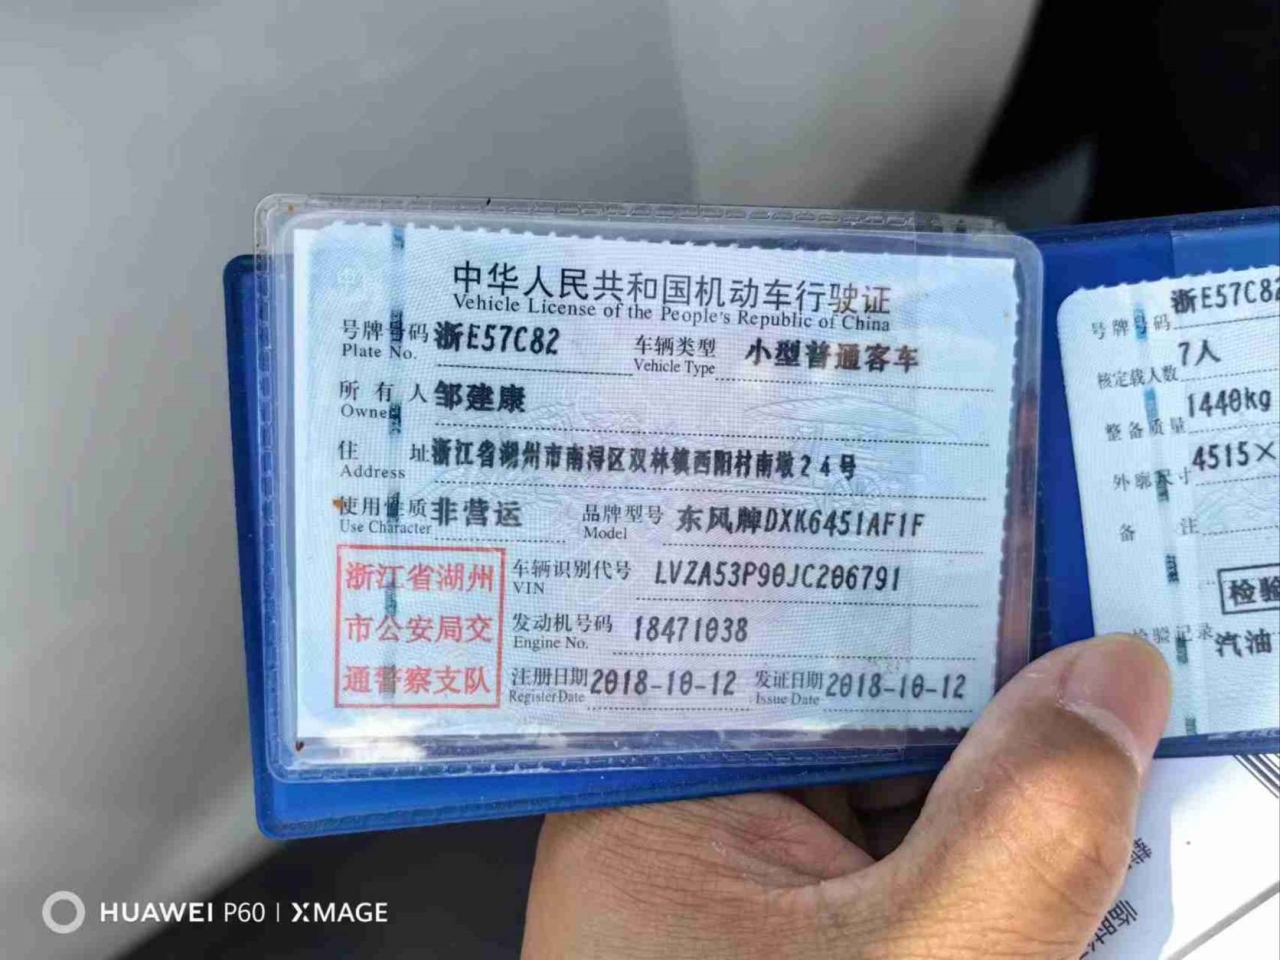 中华人民共和国机动车行驶证
Vehicle License of the People's Republic of China
号牌号码 浙E57C82 车辆类型 小型普通客车
Plate No. Vehicle Type
所有人 邹建康
Owner
住址 浙江省湖州市南浔区双林镇西阳村南墩24号
Address
使用性质 非营运 品牌型号 东风牌DXK6451AF1F
Use Character Model
浙江省湖州
市公安局交
通警察支队
车辆识别代号 LVZA53P90JC206791
VIN
发动机号码 18471038
Engine No.
注册日期 2018-10-12 发证日期 2018-10-12
Register Date Issue Date
号牌号码 浙E57C82
核定载人数 7人
整备质量 1440kg
外廓尺寸 4515×
备注
检验
检验记录 汽油
HUAWEI P60 | XMAGE